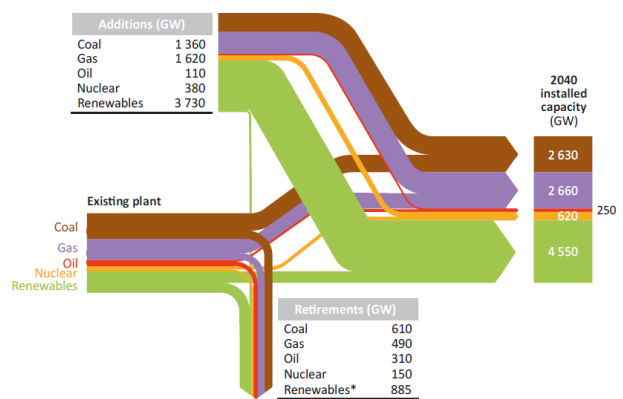 Additions (GW)
Coal 1 360
Gas 1 620
Oil 110
Nuclear 380
Renewables 3 730
2040
installed
capacity
(GW)
2 630
2 660
250
620
4 550
Existing plant
Coal
Gas
Oil
Nuclear
Renewables
Retirements (GW)
Coal 610
Gas 490
Oil 310
Nuclear 150
Renewables* 885